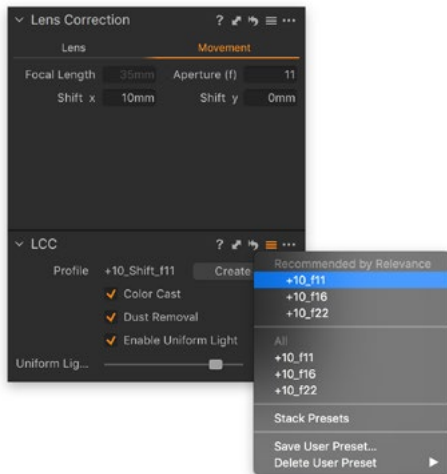 Lens Correction ?
Lens Movement
Focal Length 35mm Aperture (f) 11
Shift x 10mm Shift y 0mm
LCC ?
Profile +10_Shift_f11 Create
Color Cast
Dust Removal
Enable Uniform Light
Uniform Lig...
Recommended by Relevance
+10_f11
+10_f16
+10_f22
All
+10_f11
+10_f16
+10_f22
Stack Presets
Save User Preset...
Delete User Preset